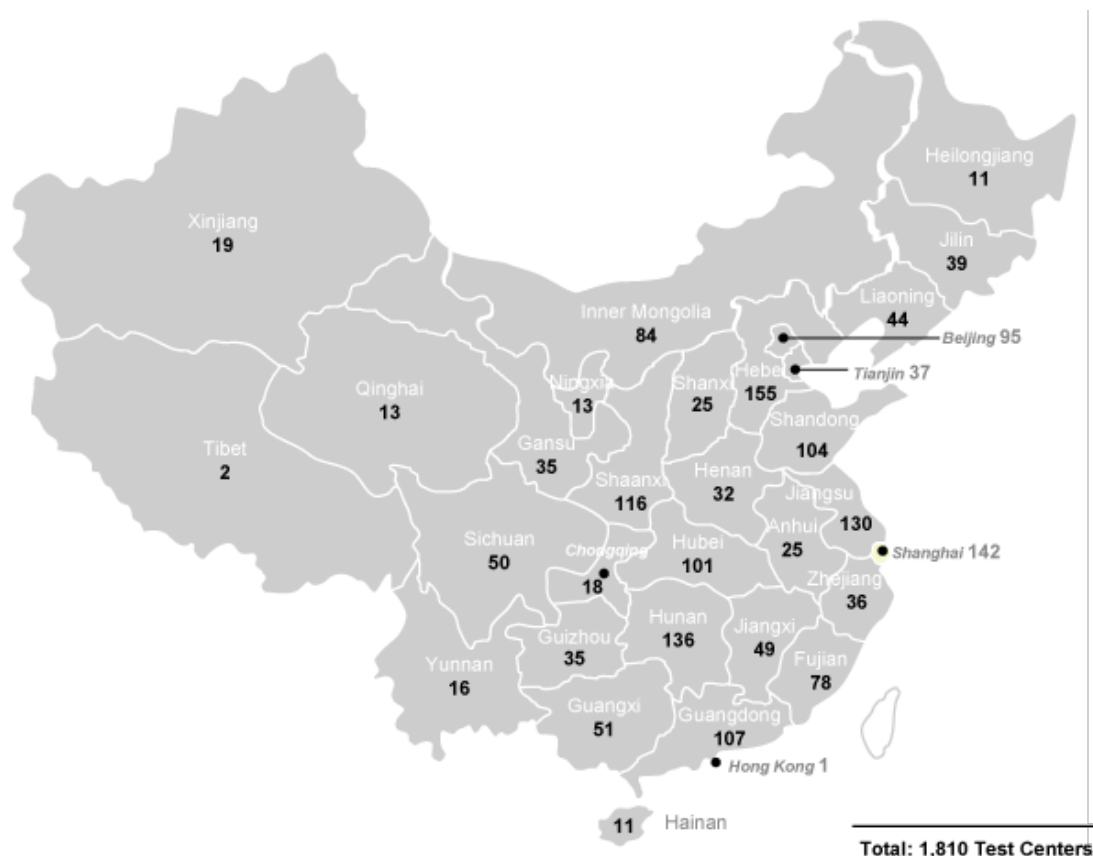 Heilongjiang
11
Xinjiang
19
Jilin
39
Liaoning
44
Inner Mongolia
84
Beijing 95
Tianjin 37
Hebei
155
Shanxi
25
Ningxia
13
Qinghai
13
Shandong
104
Gansu
35
Tibet
2
Henan
32
Shaanxi
116
Jiangsu
130
Anhui
25
Sichuan
50
Chongqing
18
Hubei
101
Shanghai 142
Zhejiang
36
Hunan
136
Jiangxi
49
Guizhou
35
Fujian
78
Yunnan
16
Guangxi
51
Guangdong
107
Hong Kong 1
11 Hainan
Total: 1,810 Test Centers